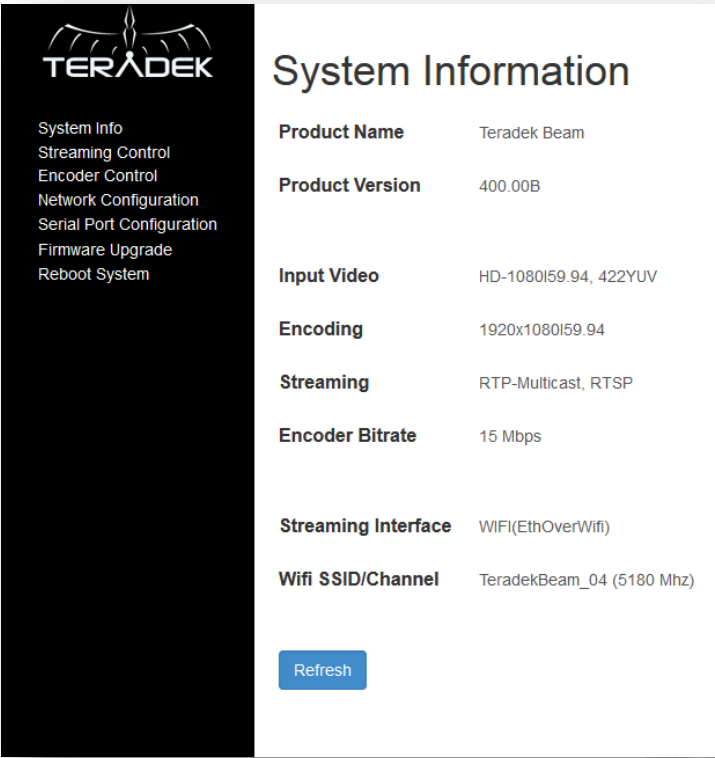 TERADEK
System Info
Streaming Control
Encoder Control
Network Configuration
Serial Port Configuration
Firmware Upgrade
Reboot System
System Information
Product Name Teradek Beam
Product Version 400.00B
Input Video HD-1080I59.94, 422YUV
Encoding 1920x1080I59.94
Streaming RTP-Multicast, RTSP
Encoder Bitrate 15 Mbps
Streaming Interface WIFI(EthOverWifi)
Wifi SSID/Channel TeradekBeam_04 (5180 Mhz)
Refresh